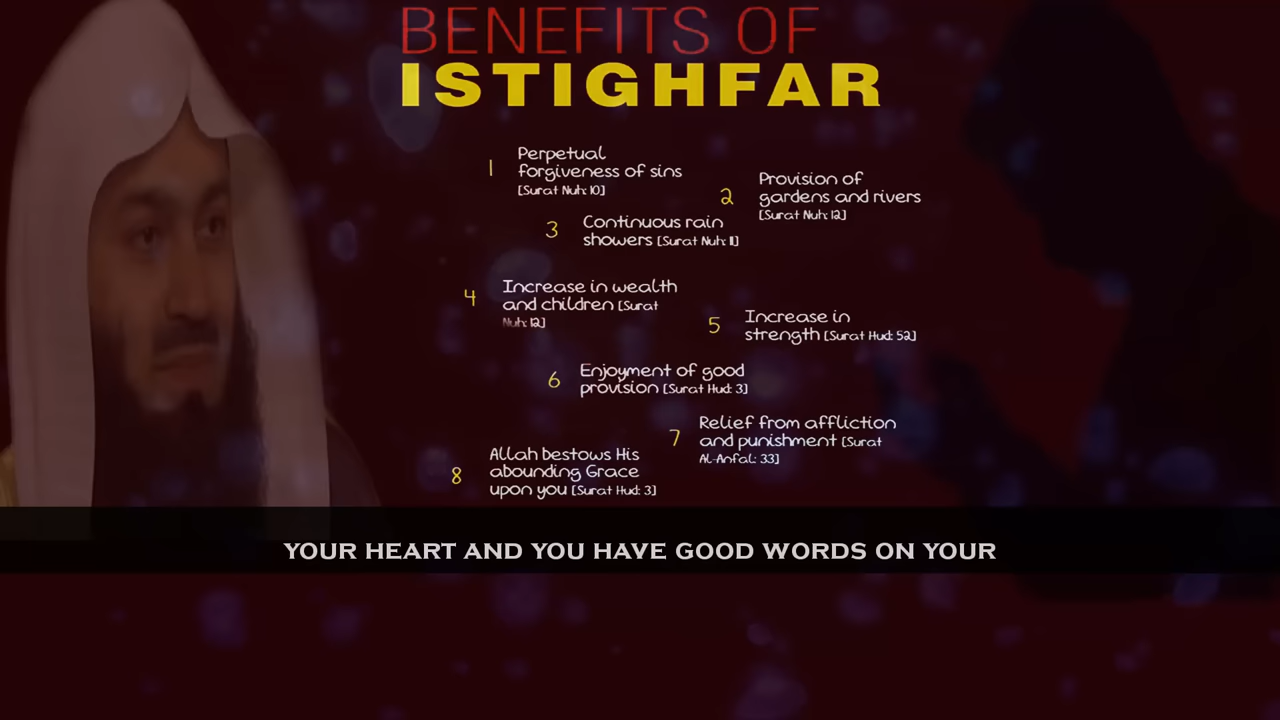 BENEFITS OF
ISTIGHFAR
1 Perpetual
forgiveness of sins
[Surat Nuh: 10]
2 Provision of
gardens and rivers
[Surat Nuh: 12]
3 Continuous rain
showers [Surat Nuh: 11]
4 Increase in wealth
and children [Surat
Nuh: 12]
5 Increase in
strength [Surat Hud: 52]
6 Enjoyment of good
provision [Surat Hud: 3]
7 Relief from affliction
and punishment [Surat
Al-Anfal: 33]
8 Allah bestows His
abounding Grace
upon you [Surat Hud: 3]
YOUR HEART AND YOU HAVE GOOD WORDS ON YOUR